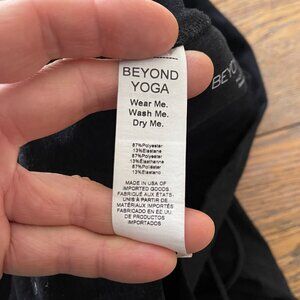 BEYOND
YOGA
Wear Me.
Wash Me.
Dry Me.
87%Polyester
13%Elastane
87%Polyester
13%Elasthanne
87%Poliéster
13%Elastano
MADE IN USA OF
IMPORTED GOODS
FABRIQUÉ AUX ÉTATS-
UNIS À PARTIR DE
MATÉRIAUX IMPORTÉS
FABRICADO EN EE.UU.
DE PRODUCTOS
IMPORTADOS
BEYO